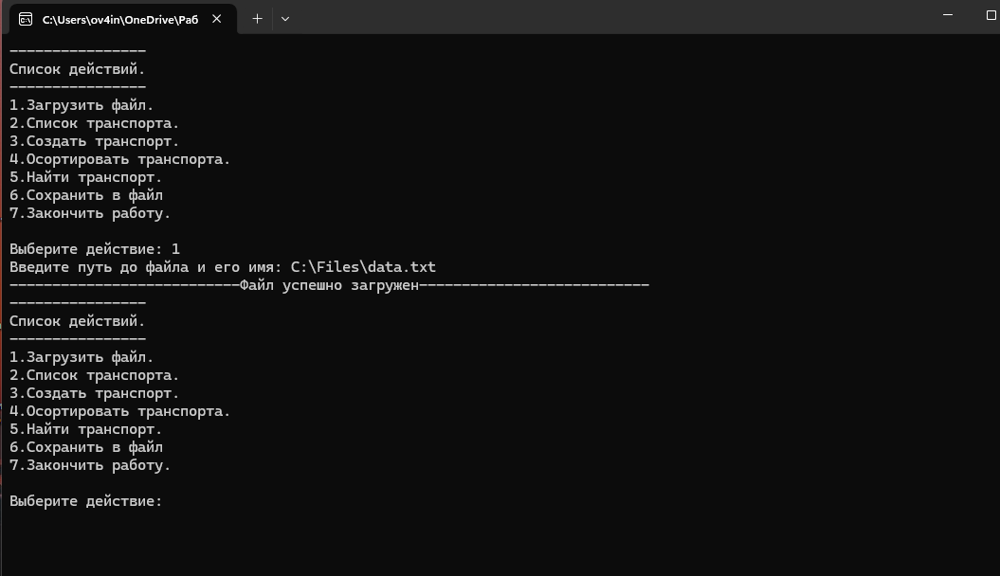 C:\Users\ov4in\OneDrive\Раб
----------------
Список действий.
----------------
1.Загрузить файл.
2.Список транспорта.
3.Создать транспорт.
4.Осортировать транспорта.
5.Найти транспорт.
6.Сохранить в файл
7.Закончить работу.
Выберите действие: 1
Введите путь до файла и его имя: C:\Files\data.txt
---------------------------Файл успешно загружен---------------------------
----------------
Список действий.
----------------
1.Загрузить файл.
2.Список транспорта.
3.Создать транспорт.
4.Осортировать транспорта.
5.Найти транспорт.
6.Сохранить в файл
7.Закончить работу.
Выберите действие: